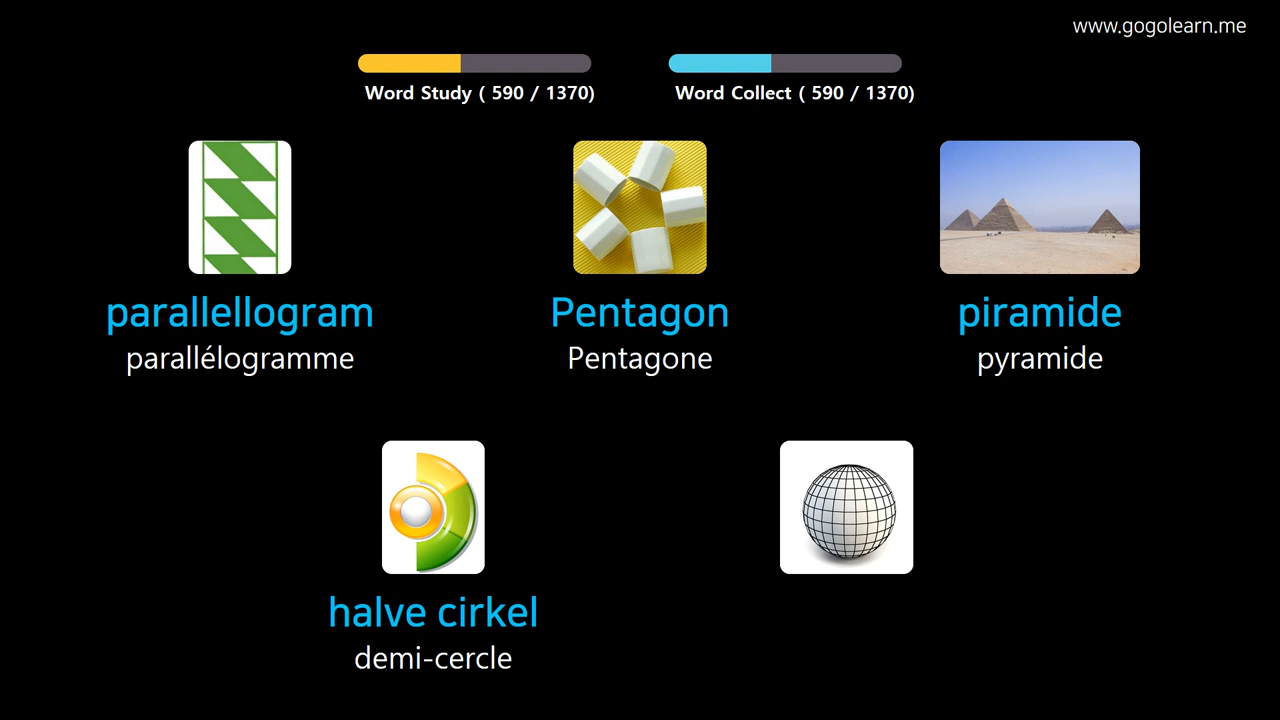 www.gogolearn.me
Word Study ( 590 / 1370)
Word Collect ( 590 / 1370)
parallellogram
parallélogramme
Pentagon
Pentagone
piramide
pyramide
halve cirkel
demi-cercle